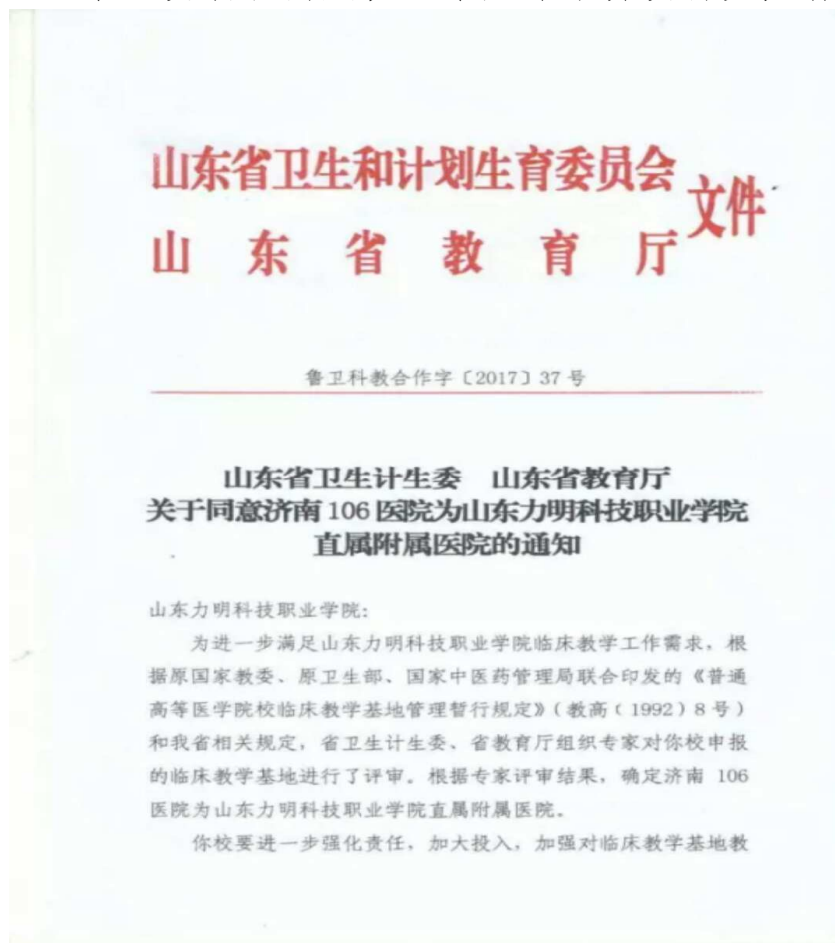 山东省卫生和计划生育委员会
山东省教育厅
文件
鲁卫科教合作字〔2017〕37号
山东省卫生计生委 山东省教育厅
关于同意济南106医院为山东力明科技职业学院
直属附属医院的通知
山东力明科技职业学院:
为进一步满足山东力明科技职业学院临床教学工作需求,根
据原国家教委、原卫生部、国家中医药管理局联合印发的《普通
高等医学院校临床教学基地管理暂行规定》(教高﹝1992﹞8号)
和我省相关规定,省卫生计生委、省教育厅组织专家对你校申报
的临床教学基地进行了评审。根据专家评审结果,确定济南 106
医院为山东力明科技职业学院直属附属医院。
你校要进一步强化责任,加大投入,加强对临床教学基地教